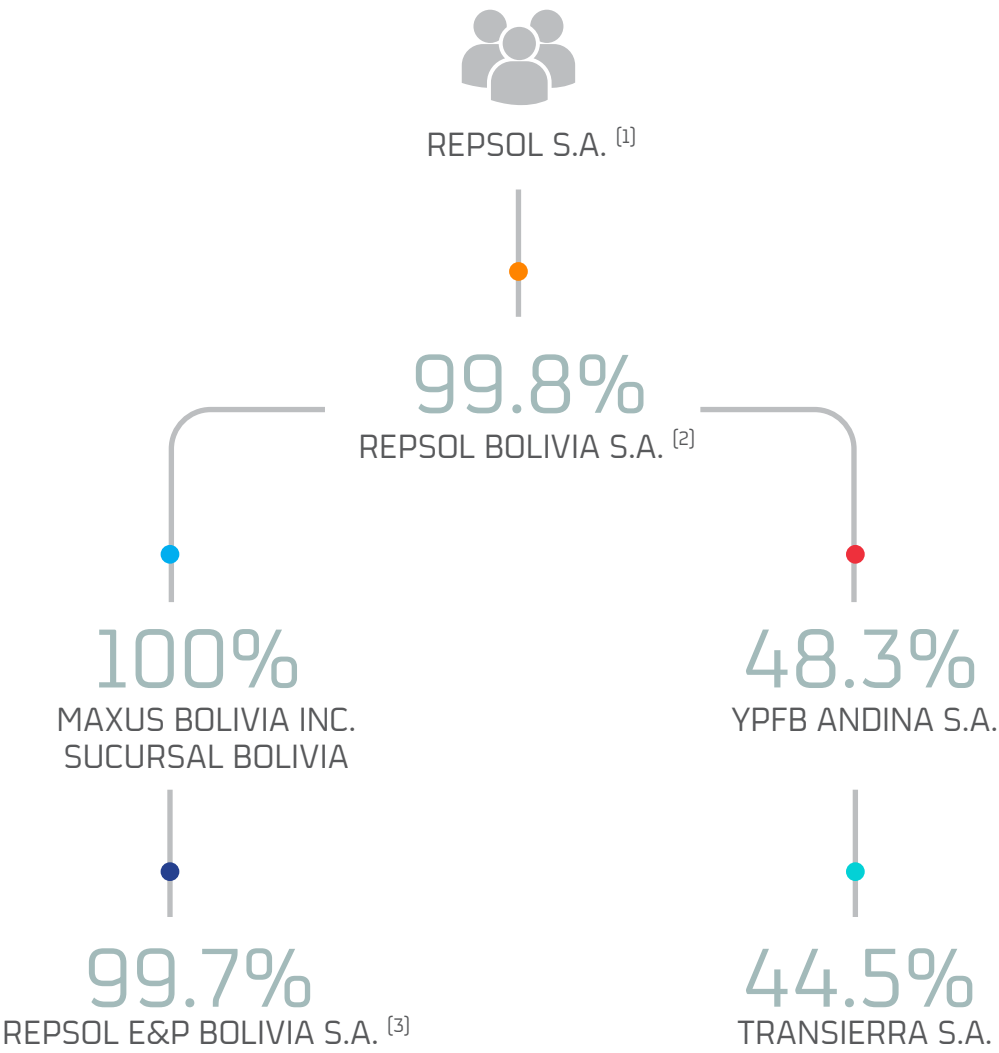 REPSOL S.A. (1)
99.8%
REPSOL BOLIVIA S.A. (2)
100%
MAXUS BOLIVIA INC.
SUCURSAL BOLIVIA
48.3%
YPFB ANDINA S.A.
99.7%
REPSOL E&P BOLIVIA S.A. (3)
44.5%
TRANSIERRA S.A.